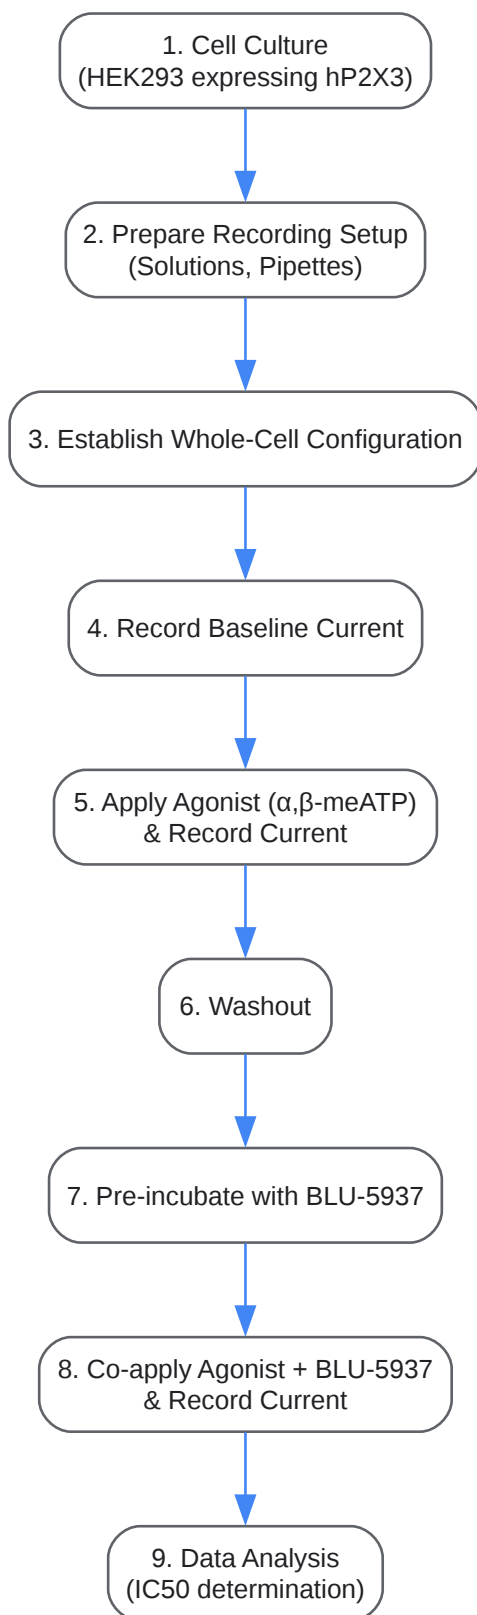 1. Cell Culture
(HEK293 expressing hP2X3)
2. Prepare Recording Setup
(Solutions, Pipettes)
3. Establish Whole-Cell Configuration
4. Record Baseline Current
5. Apply Agonist (α,β-meATP)
& Record Current
6. Washout
7. Pre-incubate with BLU-5937
8. Co-apply Agonist + BLU-5937
& Record Current
9. Data Analysis
(IC50 determination)